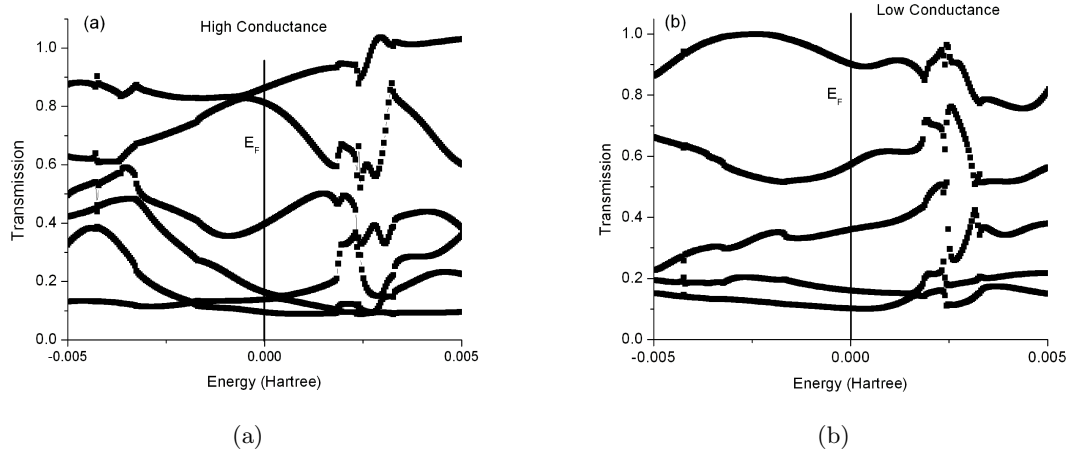 (a)
High Conductance
1.0
0.8
0.6
0.4
0.2
0.0
Transmission
E_F
-0.005
0.000
0.005
Energy (Hartree)
(a)
(b)
Low Conductance
1.0
0.8
0.6
0.4
0.2
0.0
Transmission
E_F
-0.005
0.000
0.005
Energy (Hartree)
(b)